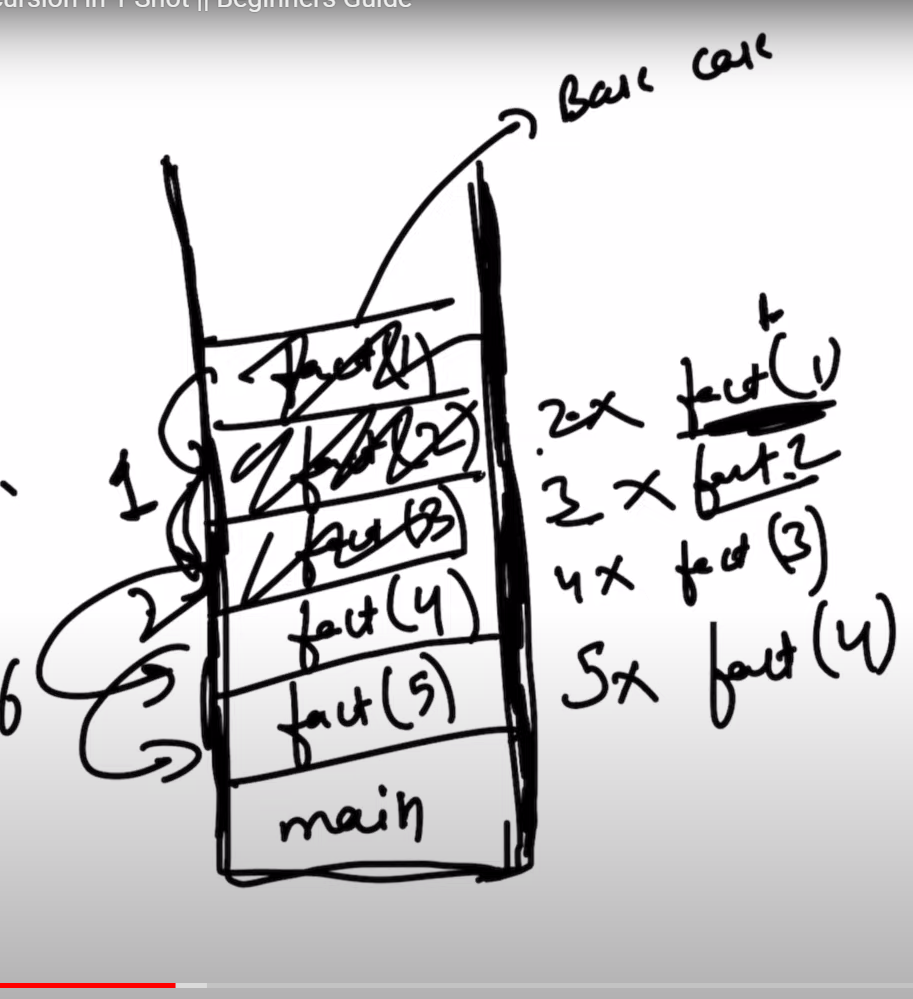 ursion in 1 Shot || Beginners Guide
Base case
fact(1)
fact(2)
fact(3)
fact(4)
fact(5)
main
1
2
6
1
2x fact(1)
3 x fact 2
4x fact (3)
5x fact (4)